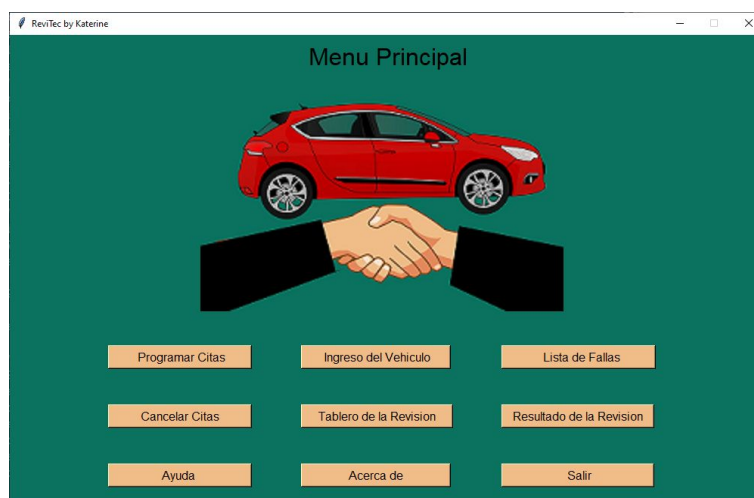 ReviTec by Katerine
Menu Principal
Programar Citas
Ingreso del Vehiculo
Lista de Fallas
Cancelar Citas
Tablero de la Revision
Resultado de la Revision
Ayuda
Acerca de
Salir